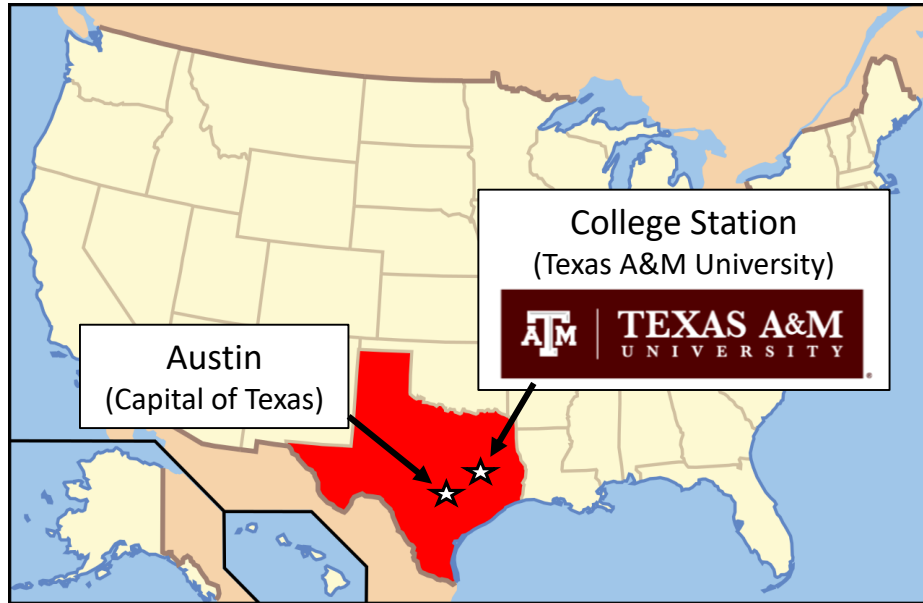 College Station
(Texas A&M University)
ATM | TEXAS A&M
UNIVERSITY
®
Austin
(Capital of Texas)